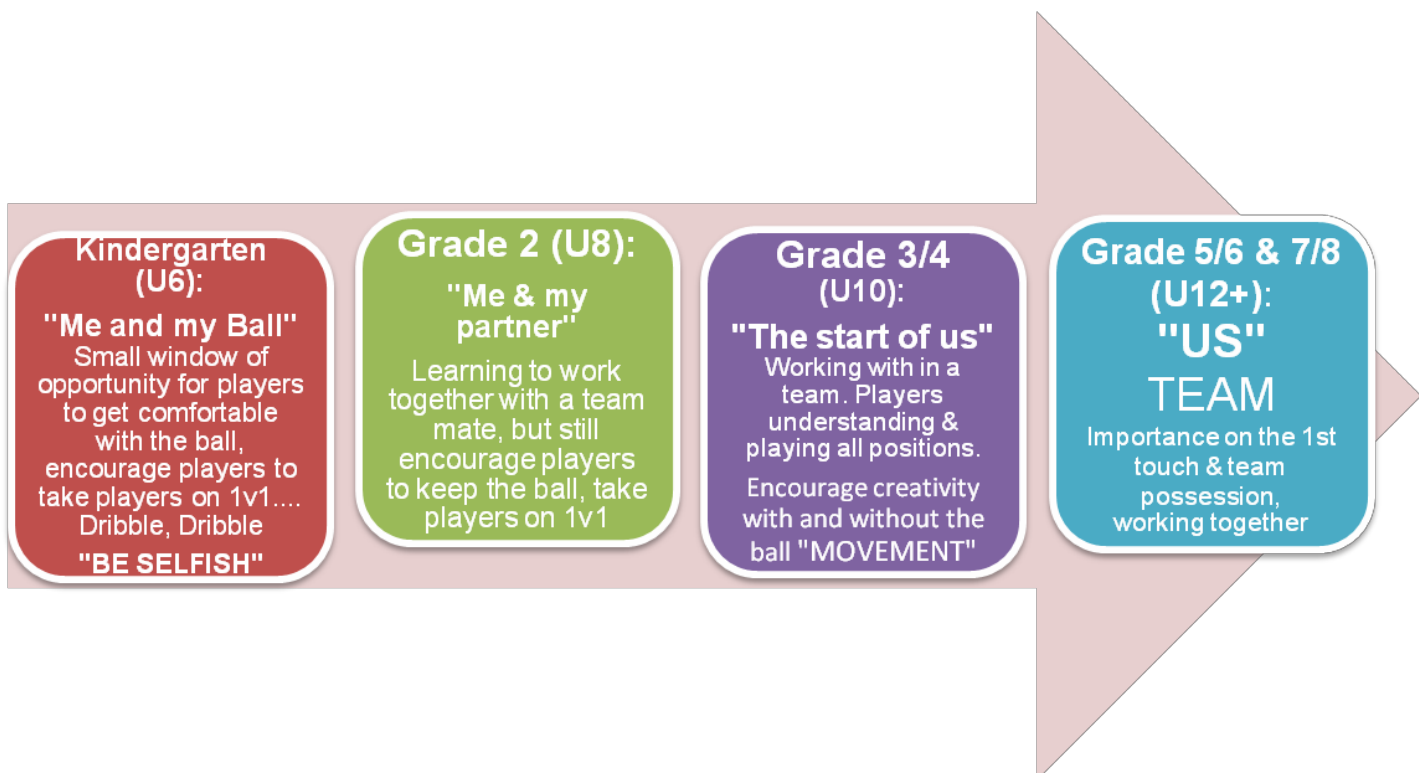 Kindergarten
(U6):
"Me and my Ball"
Small window of
opportunity for players
to get comfortable
with the ball,
encourage players to
take players on 1v1....
Dribble, Dribble
"BE SELFISH"
Grade 2 (U8):
"Me & my
partner"
Learning to work
together with a team
mate, but still
encourage players
to keep the ball, take
players on 1v1
Grade 3/4
(U10):
"The start of us"
Working with in a
team. Players
understanding &
playing all positions.
Encourage creativity
with and without the
ball "MOVEMENT"
Grade 5/6 & 7/8
(U12+):
"US"
TEAM
Importance on the 1st
touch & team
possession,
working together